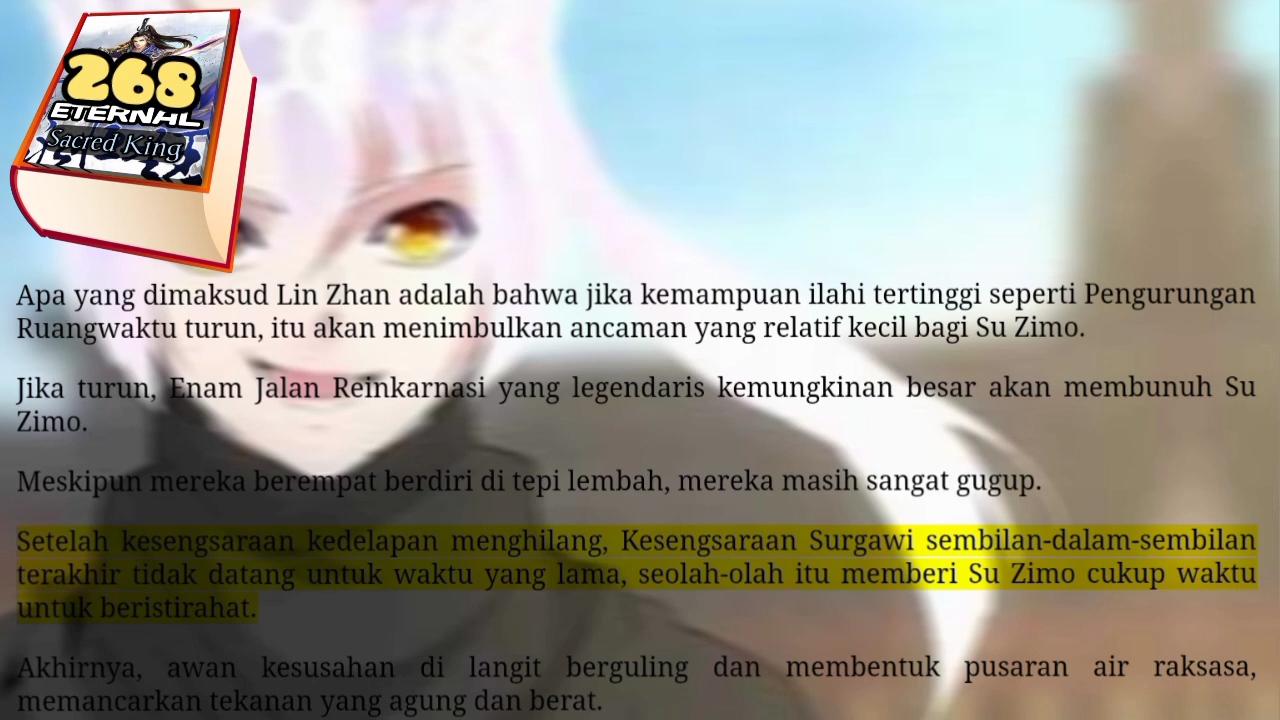 268
ETERNAL
Sacred King
Apa yang dimaksud Lin Zhan adalah bahwa jika kemampuan ilahi tertinggi seperti Pengurungan
Ruangwaktu turun, itu akan menimbulkan ancaman yang relatif kecil bagi Su Zimo.
Jika turun, Enam Jalan Reinkarnasi yang legendaris kemungkinan besar akan membunuh Su
Zimo.
Meskipun mereka berempat berdiri di tepi lembah, mereka masih sangat gugup.
Setelah kesengsaraan kedelapan menghilang, Kesengsaraan Surgawi sembilan-dalam-sembilan
terakhir tidak datang untuk waktu yang lama, seolah-olah itu memberi Su Zimo cukup waktu
untuk beristirahat.
Akhirnya, awan kesusahan di langit berguling dan membentuk pusaran air raksasa,
memancarkan tekanan yang agung dan berat.